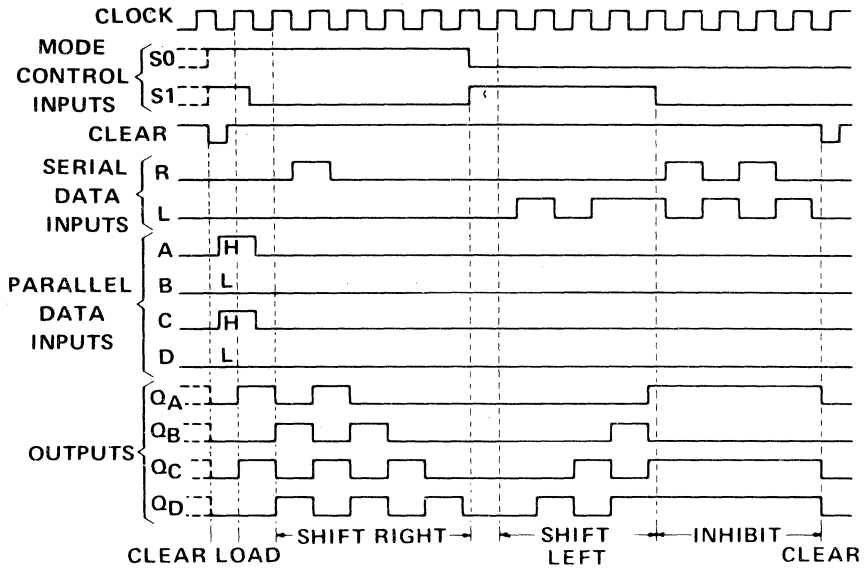 CLOCK
MODE
CONTROL
INPUTS
S0
S1
CLEAR
SERIAL
DATA
INPUTS
R
L
PARALLEL
DATA
INPUTS
A
H
B
L
C
H
D
L
OUTPUTS
QA
QB
QC
QD
SHIFT RIGHT
SHIFT
LEFT
INHIBIT
CLEAR LOAD
CLEAR